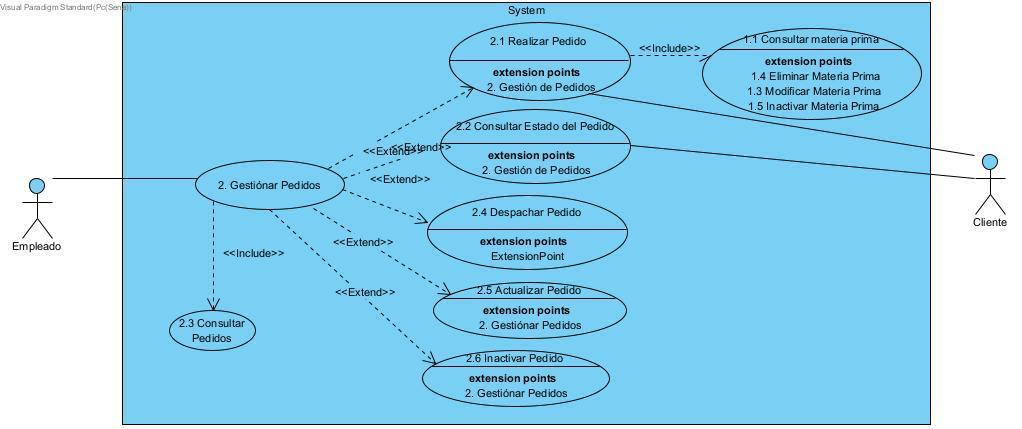 Visual Paradigm Standard(Pc(Sena))
System
2.1 Realizar Pedido
extension points
2. Gestión de Pedidos
<<Include>>
1.1 Consultar materia prima
extension points
1.4 Eliminar Materia Prima
1.3 Modificar Materia Prima
1.5 Inactivar Materia Prima
2.2 Consultar Estado del Pedido
extension points
2. Gestión de Pedidos
<<Extend>>
<<Extend>>
<<Extend>>
2. Gestiónar Pedidos
Empleado
Cliente
2.4 Despachar Pedido
extension points
ExtensionPoint
<<Extend>>
<<Include>>
2.5 Actualizar Pedido
extension points
2. Gestiónar Pedidos
<<Extend>>
2.3 Consultar
Pedidos
2.6 Inactivar Pedido
extension points
2. Gestiónar Pedidos